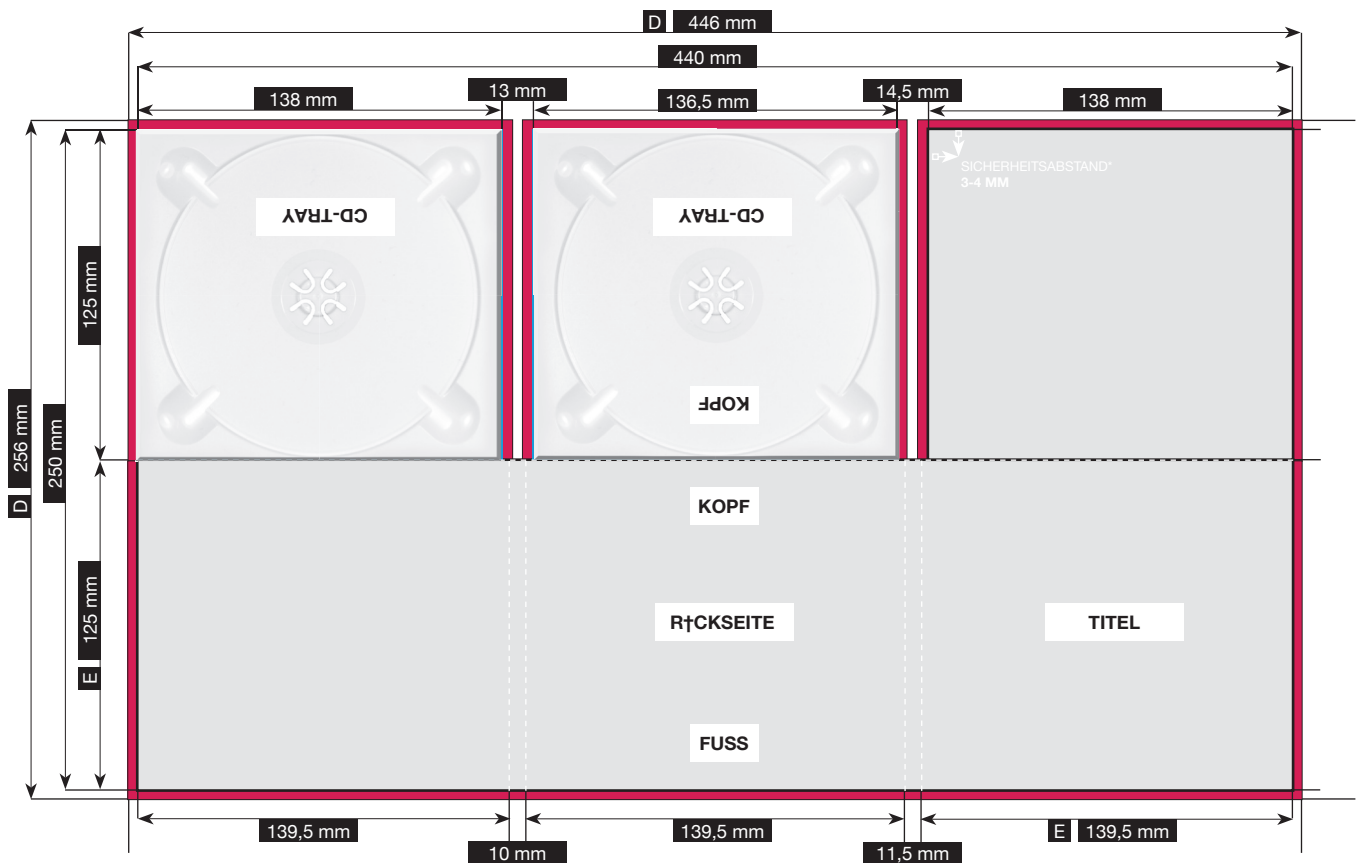 D 446 mm
440 mm
138 mm
13 mm
136,5 mm
14,5 mm
138 mm
SICHERHEITSABSTAND*
3-4 MM
CD-TRAY
CD-TRAY
125 mm
KOPF
D 256 mm
250 mm
KOPF
E 125 mm
R†CKSEITE
TITEL
FUSS
139,5 mm
10 mm
139,5 mm
11,5 mm
E 139,5 mm